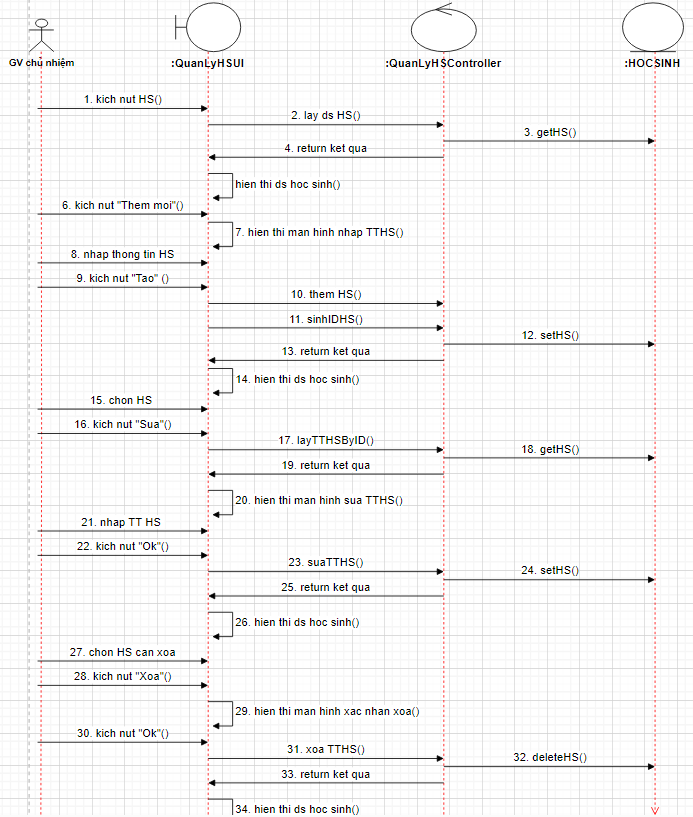 GV chủ nhiệm
:QuanLyHSUI
:QuanLyHSController
:HOCSINH
1. kich nut HS()
2. lay ds HS()
3. getHS()
4. return ket qua
hien thi ds hoc sinh()
6. kich nut "Them moi"()
7. hien thi man hinh nhap TTHS()
8. nhap thong tin HS
9. kich nut "Tao" ()
10. them HS()
11. sinhIDHS()
12. setHS()
13. return ket qua
14. hien thi ds hoc sinh()
15. chon HS
16. kich nut "Sua"()
17. layTTHSByID()
18. getHS()
19. return ket qua
20. hien thi man hinh sua TTHS()
21. nhap TT HS
22. kich nut "Ok"()
23. suaTTHS()
24. setHS()
25. return ket qua
26. hien thi ds hoc sinh()
27. chon HS can xoa
28. kich nut "Xoa"()
29. hien thi man hinh xac nhan xoa()
30. kich nut "Ok"()
31. xoa TTHS()
32. deleteHS()
33. return ket qua
34. hien thi ds hoc sinh()